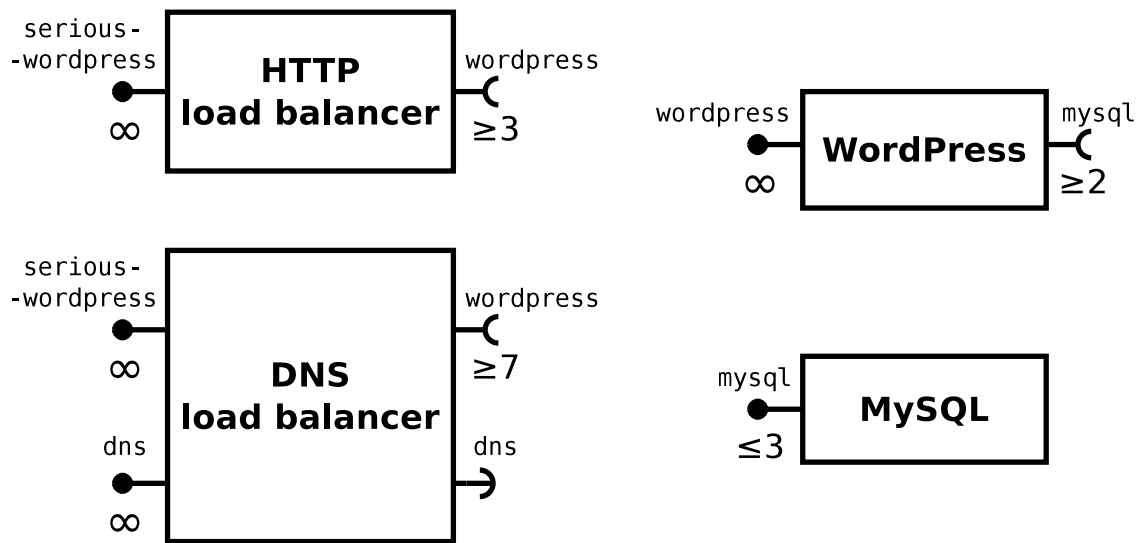 serious-
-wordpress
∞
HTTP
load balancer
wordpress
≥3
wordpress
∞
WordPress
mysql
≥2
serious-
-wordpress
∞
dns
∞
DNS
load balancer
wordpress
≥7
dns
mysql
≤3
MySQL